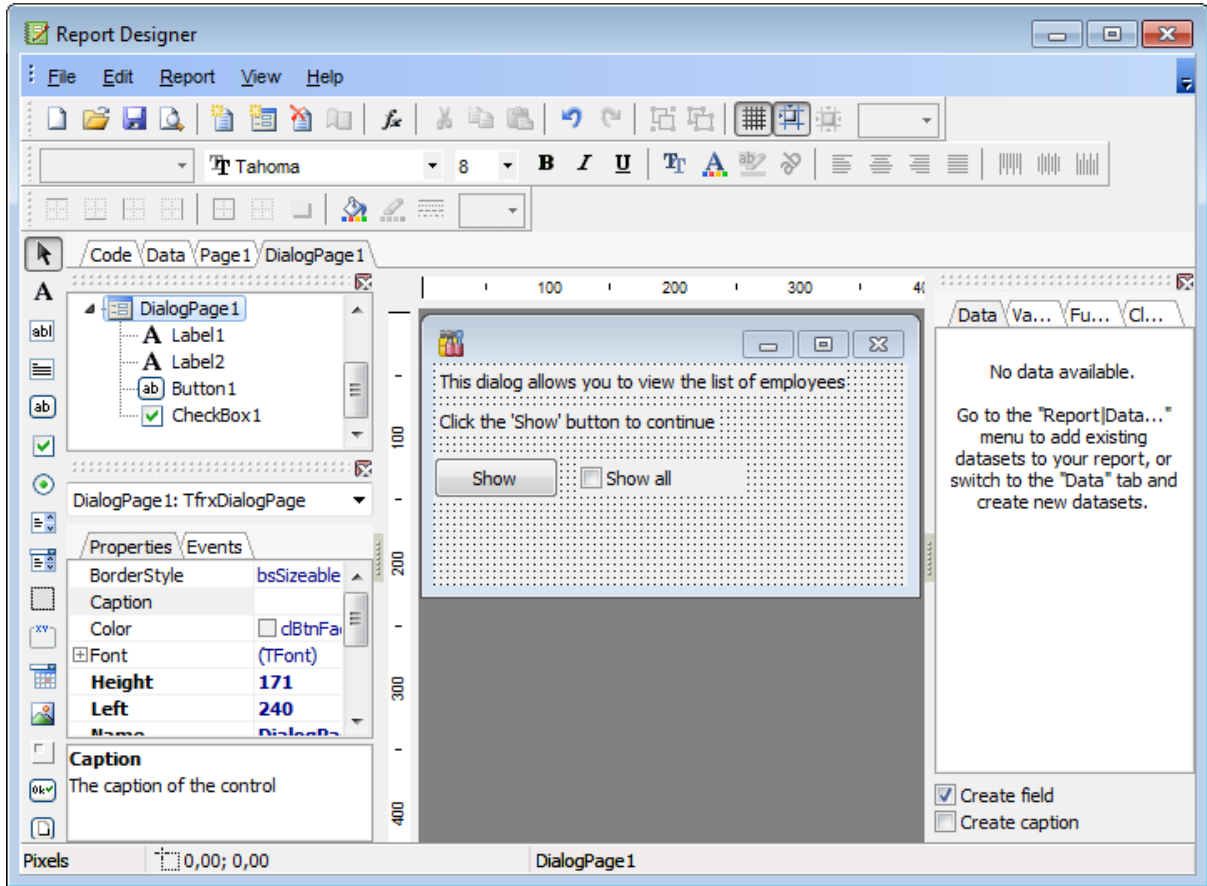 Report Designer
File Edit Report View Help
Tahoma 8 B I U
Code Data Page1 DialogPage1
DialogPage1
Label1
Label2
Button1
CheckBox1
DialogPage1: TfrxDialogPage
Properties Events
BorderStyle bsSizeable
Caption
Color clBtnFa
Font (TFont)
Height 171
Left 240
Name DialogPa
Caption
The caption of the control
100 200 300 40
100
200
300
400
This dialog allows you to view the list of employees
Click the 'Show' button to continue
Show Show all
Data Va... Fu... Cl...
No data available.
Go to the "Report|Data..."
menu to add existing
datasets to your report, or
switch to the "Data" tab and
create new datasets.
Create field
Create caption
Pixels 0,00; 0,00 DialogPage1